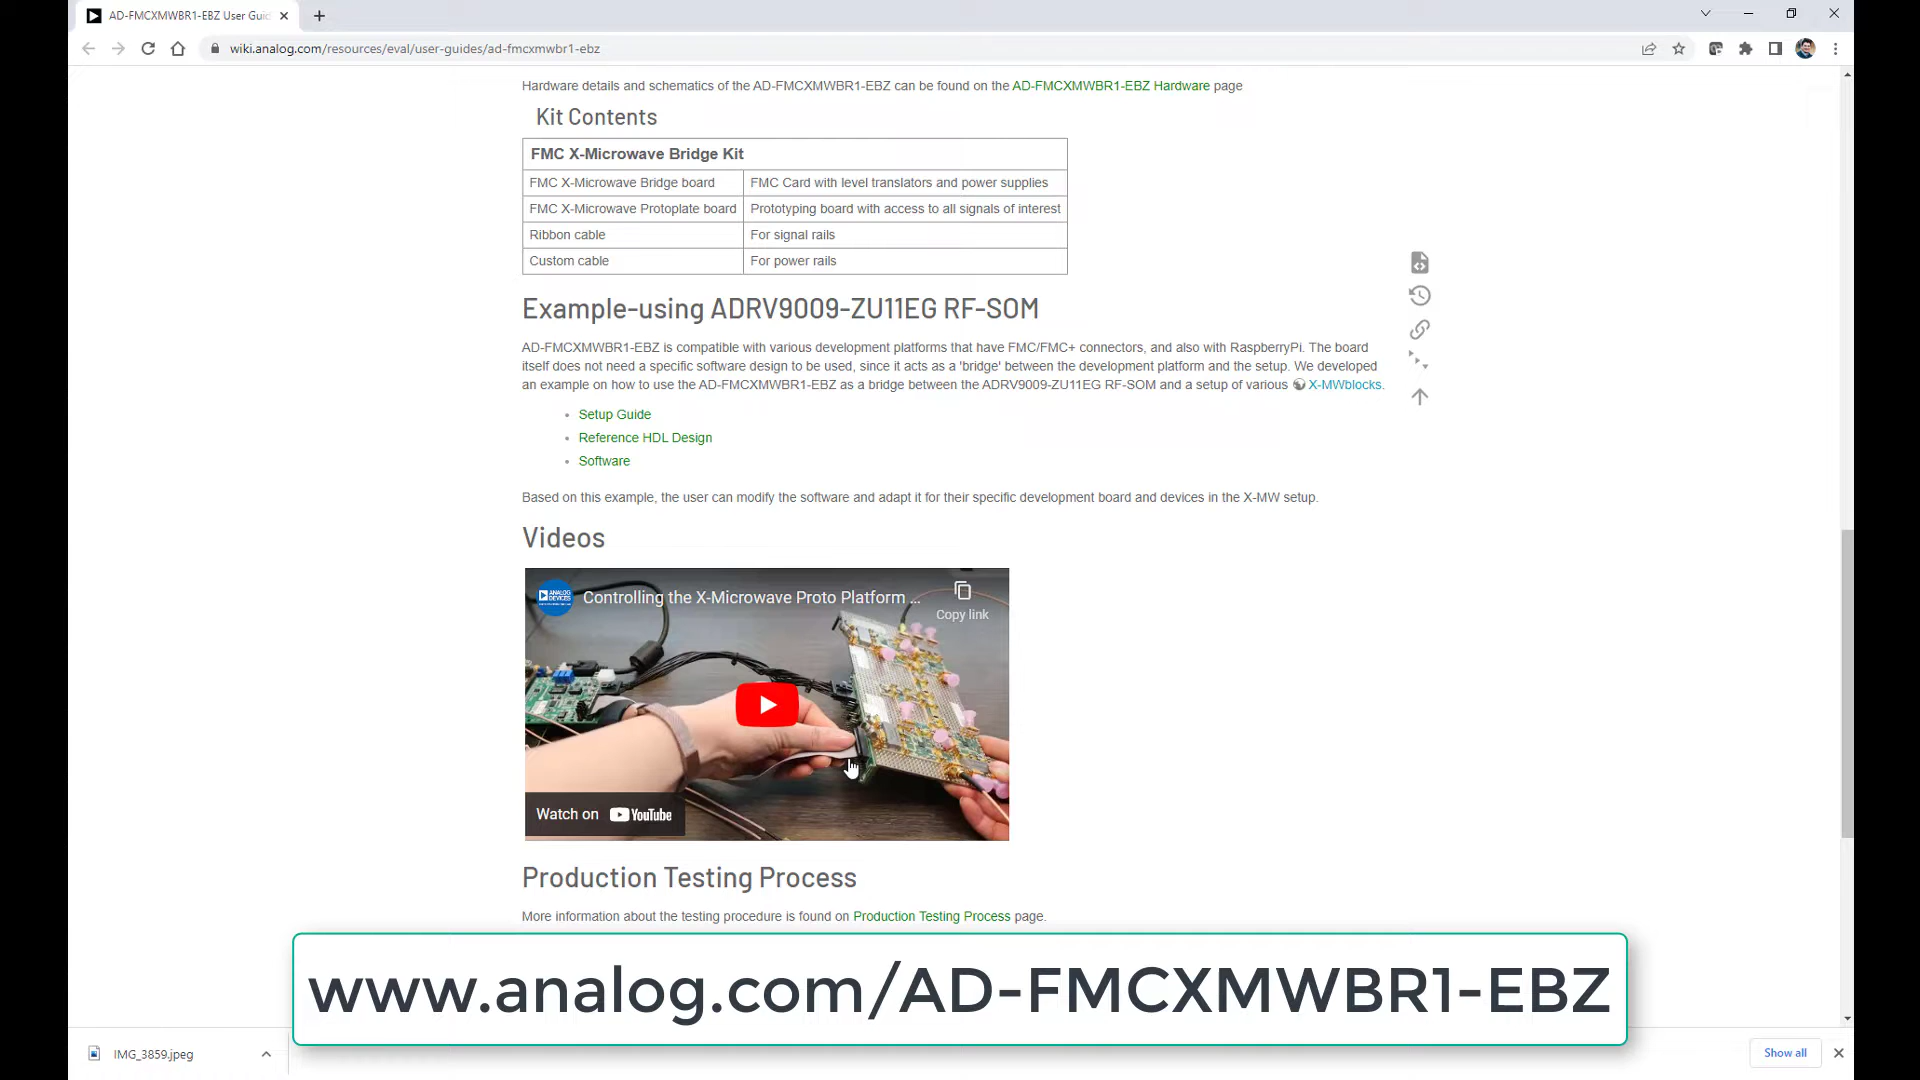 AD-FMCXMWBR1-EBZ User Guid
wiki.analog.com/resources/eval/user-guides/ad-fmcxmwbr1-ebz
Hardware details and schematics of the AD-FMCXMWBR1-EBZ can be found on the AD-FMCXMWBR1-EBZ Hardware page
Kit Contents
FMC X-Microwave Bridge Kit
FMC X-Microwave Bridge board FMC Card with level translators and power supplies
FMC X-Microwave Protoplate board Prototyping board with access to all signals of interest
Ribbon cable For signal rails
Custom cable For power rails
Example-using ADRV9009-ZU11EG RF-SOM
AD-FMCXMWBR1-EBZ is compatible with various development platforms that have FMC/FMC+ connectors, and also with RaspberryPi. The board
itself does not need a specific software design to be used, since it acts as a 'bridge' between the development platform and the setup. We developed
an example on how to use the AD-FMCXMWBR1-EBZ as a bridge between the ADRV9009-ZU11EG RF-SOM and a setup of various X-MWblocks.
• Setup Guide
• Reference HDL Design
• Software
Based on this example, the user can modify the software and adapt it for their specific development board and devices in the X-MW setup.
Videos
ANALOG DEVICES
Controlling the X-Microwave Proto Platform ...
Copy link
Watch on YouTube
Production Testing Process
More information about the testing procedure is found on Production Testing Process page.
www.analog.com/AD-FMCXMWBR1-EBZ
IMG_3859.jpeg
Show all